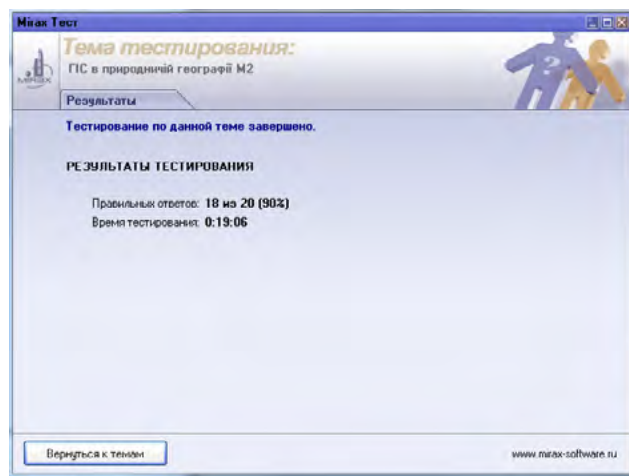 Mirax Тест
Тема тестирования:
ГІС в природничій географії М2
MIRAX
Результаты
?
Тестирование по данной теме завершено.
РЕЗУЛЬТАТЫ ТЕСТИРОВАНИЯ
Правильных ответов: 18 из 20 (90%)
Время тестирования: 0:19:06
Вернуться к темам
www.mirax-software.ru